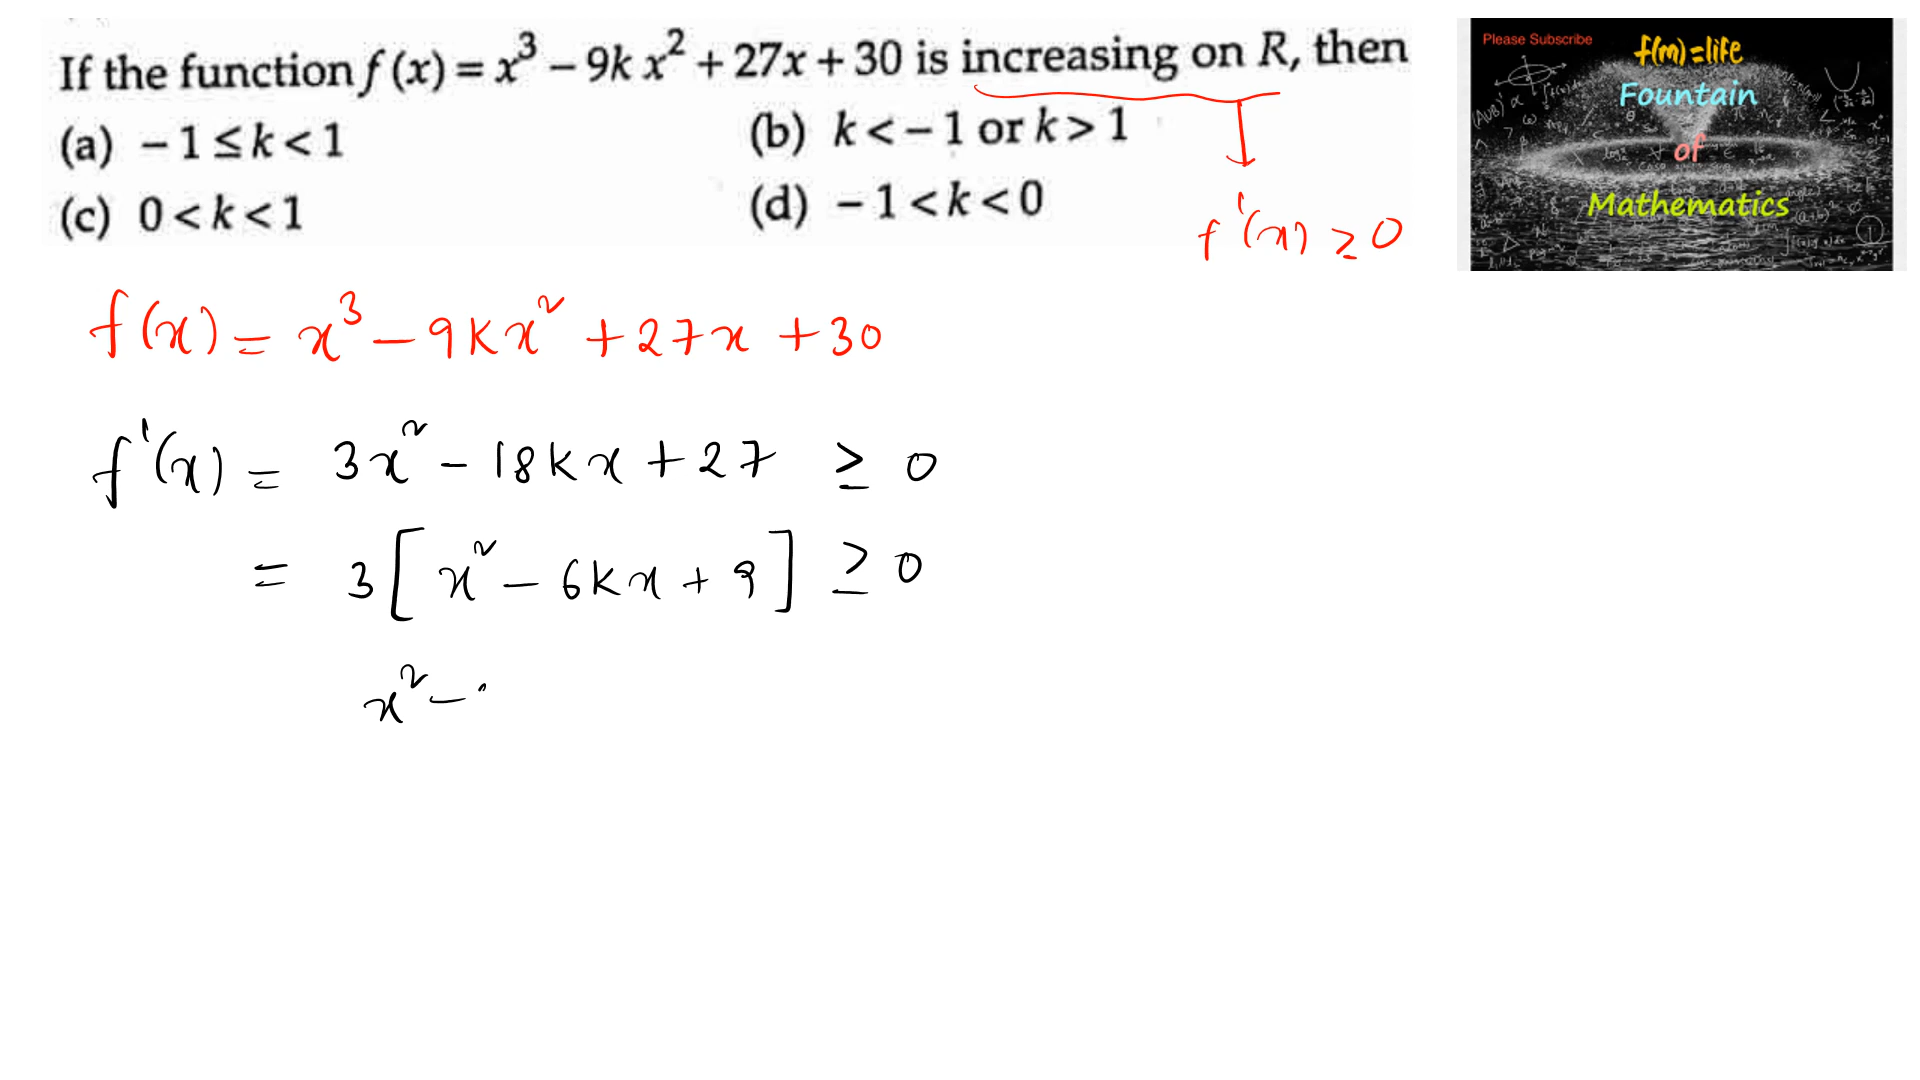 If the function f (x) = x³ – 9k x² + 27x + 30 is increasing on R, then
(a) – 1 ≤ k < 1
(b) k < – 1 or k > 1
(c) 0 < k < 1
(d) – 1 < k < 0
f'(x) ≥ 0
Please Subscribe
f(m)=life
Fountain
of
Mathematics
f(x) = x³ – 9kx² + 27x + 30
f'(x) = 3x² – 18kx + 27 ≥ 0
= 3[x² – 6kx + 9] ≥ 0
x² –